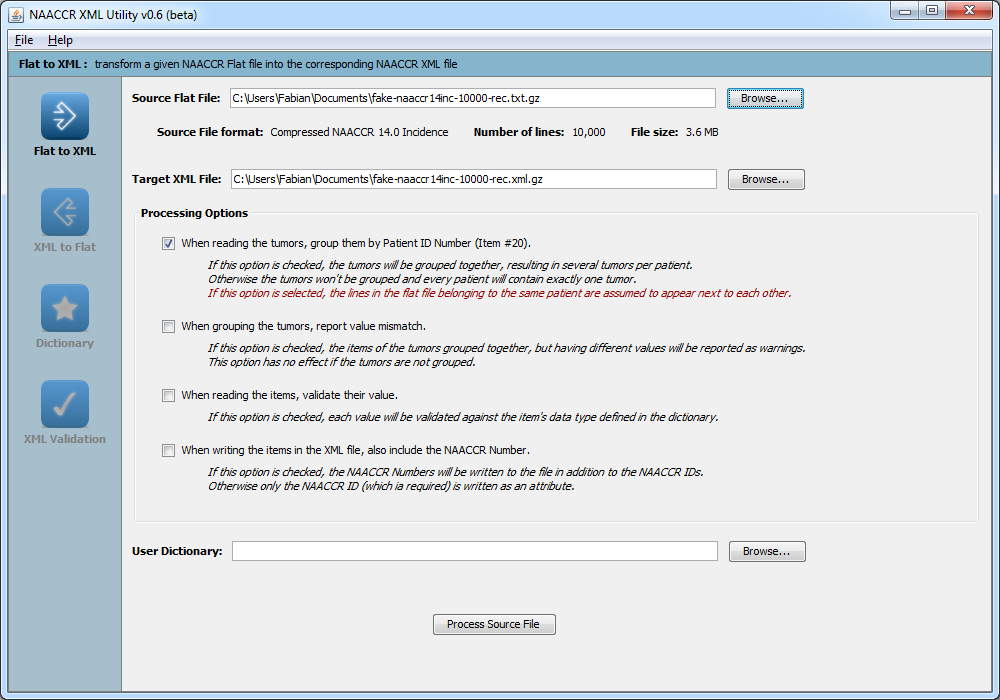 NAACCR XML Utility v0.6 (beta)
File Help
Flat to XML : transform a given NAACCR Flat file into the corresponding NAACCR XML file
Flat to XML
XML to Flat
Dictionary
XML Validation
Source Flat File: C:\Users\Fabian\Documents\fake-naaccr14inc-10000-rec.txt.gz Browse...
Source File format: Compressed NAACCR 14.0 Incidence Number of lines: 10,000 File size: 3.6 MB
Target XML File: C:\Users\Fabian\Documents\fake-naaccr14inc-10000-rec.xml.gz Browse...
Processing Options
When reading the tumors, group them by Patient ID Number (Item #20).
If this option is checked, the tumors will be grouped together, resulting in several tumors per patient.
Otherwise the tumors won't be grouped and every patient will contain exactly one tumor.
If this option is selected, the lines in the flat file belonging to the same patient are assumed to appear next to each other.
When grouping the tumors, report value mismatch.
If this option is checked, the items of the tumors grouped together, but having different values will be reported as warnings.
This option has no effect if the tumors are not grouped.
When reading the items, validate their value.
If this option is checked, each value will be validated against the item's data type defined in the dictionary.
When writing the items in the XML file, also include the NAACCR Number.
If this option is checked, the NAACCR Numbers will be written to the file in addition to the NAACCR IDs.
Otherwise only the NAACCR ID (which ia required) is written as an attribute.
User Dictionary: Browse...
Process Source File